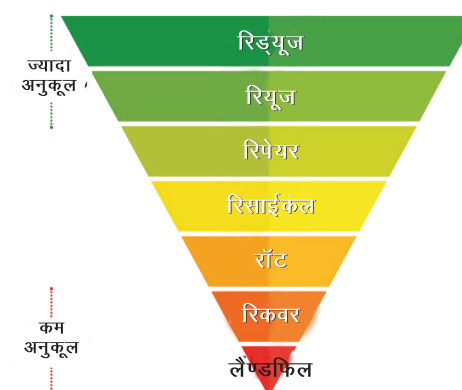 रिड्यूज
ज्यादा
अनुकूल
रियूज
रिपेयर
रिसाईकल
रॉट
रिकवर
कम
अनुकूल
लैंण्डफिल